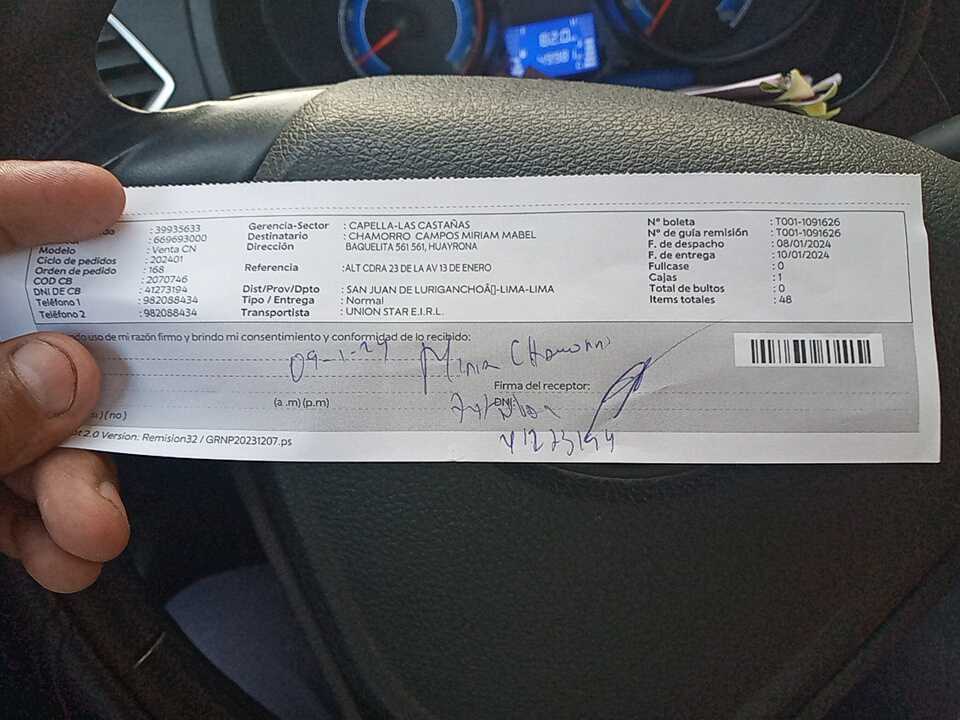 : 39935633
: 669693000
Modelo : Venta CN
Ciclo de pedidos : 202401
Orden de pedido : 168
COD CB : 2070746
DNI DE CB : 41273194
Teléfono 1 : 982088434
Teléfono 2 : 982088434
Gerencia-Sector : CAPELLA-LAS CASTAÑAS
Destinatario : CHAMORRO CAMPOS MIRIAM MABEL
Dirección BAQUELITA 561 561, HUAYRONA
Referencia :ALT CDRA 23 DE LA AV 13 DE ENERO
Dist/Prov/Dpto : SAN JUAN DE LURIGANCHOÂ[]-LIMA-LIMA
Tipo / Entrega : Normal
Transportista : UNION STAR E.I.R.L.
N° boleta : T001-1091626
N° de guía remisión : T001-1091626
F. de despacho : 08/01/2024
F. de entrega : 10/01/2024
Fullcase : 0
Cajas : 1
Total de bultos : 0
Items totales : 48
uso de mi razón firmo y brindo mi consentimiento y conformidad de lo recibido:
09-1-24
Chamorro
Firma del receptor:
(a .m) (p.m) DNI:
41273194
) (no)
2.0 Version: Remision32 / GRNP20231207.ps